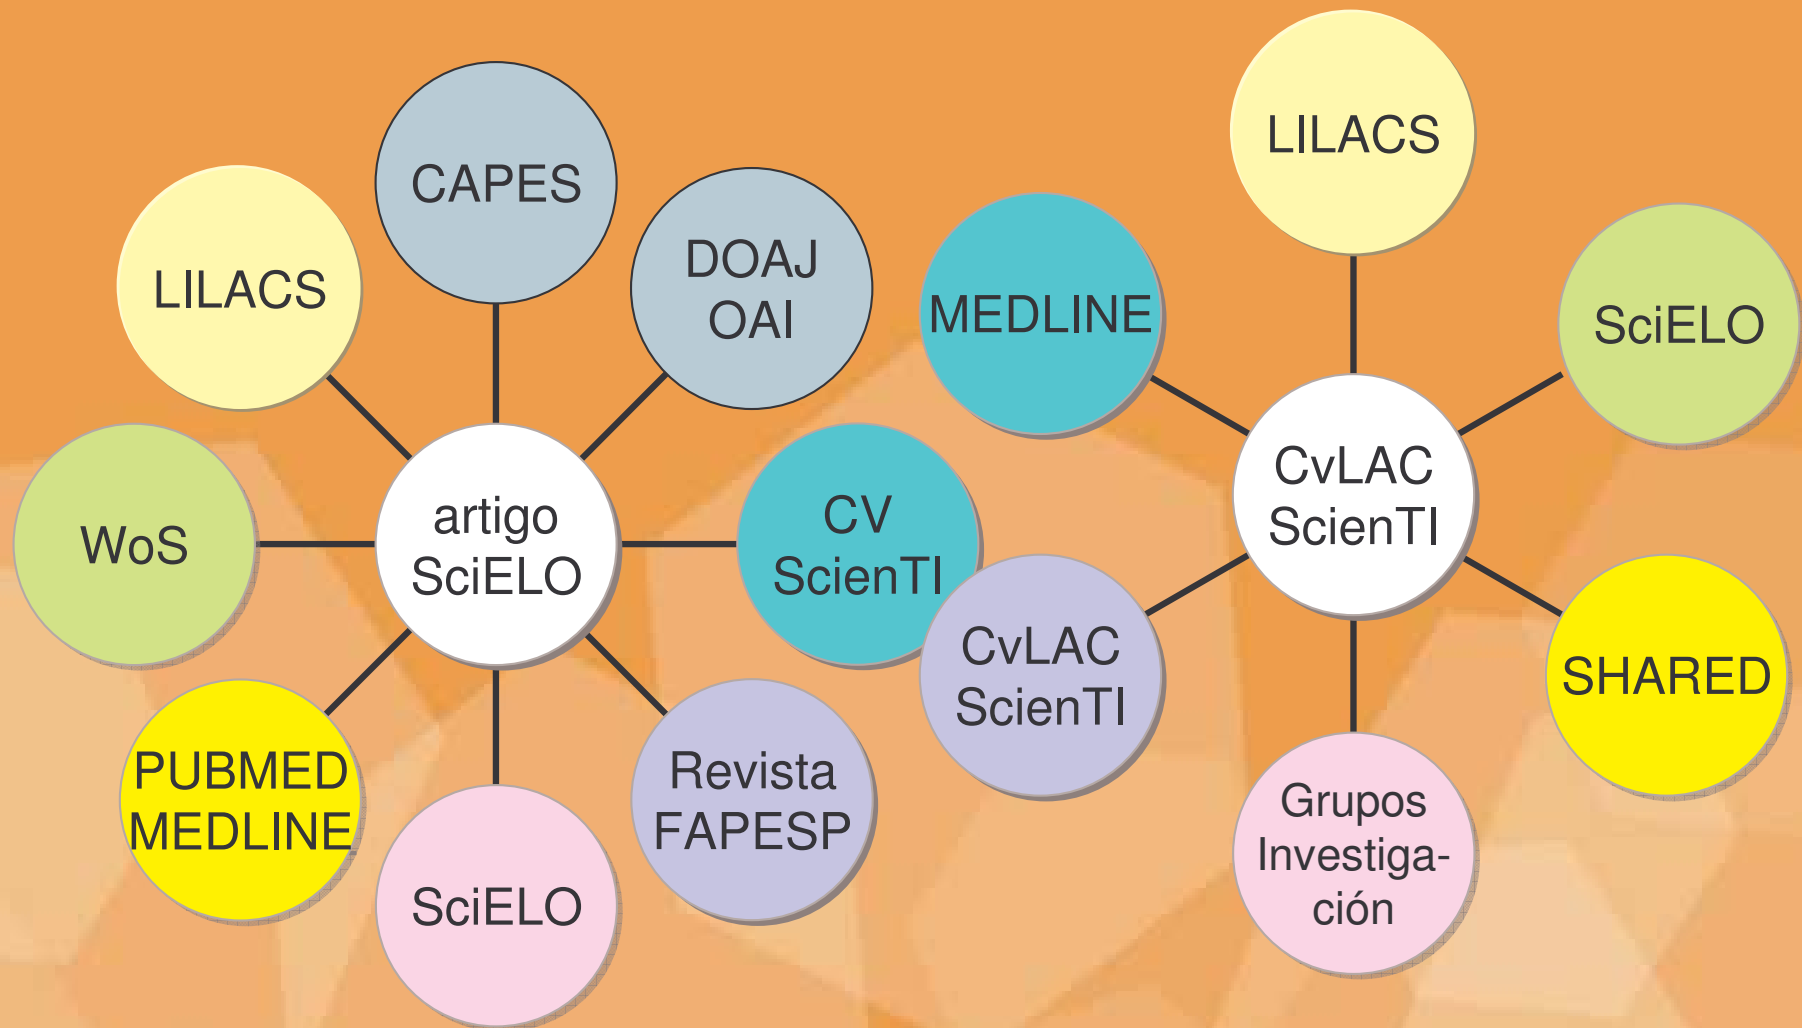 CAPES
LILACS
DOAJ
OAI
WoS
artigo
SciELO
CV
ScienTI
PUBMED
MEDLINE
SciELO
Revista
FAPESP
LILACS
MEDLINE
SciELO
CvLAC
ScienTI
CvLAC
ScienTI
SHARED
Grupos
Investiga-
ción